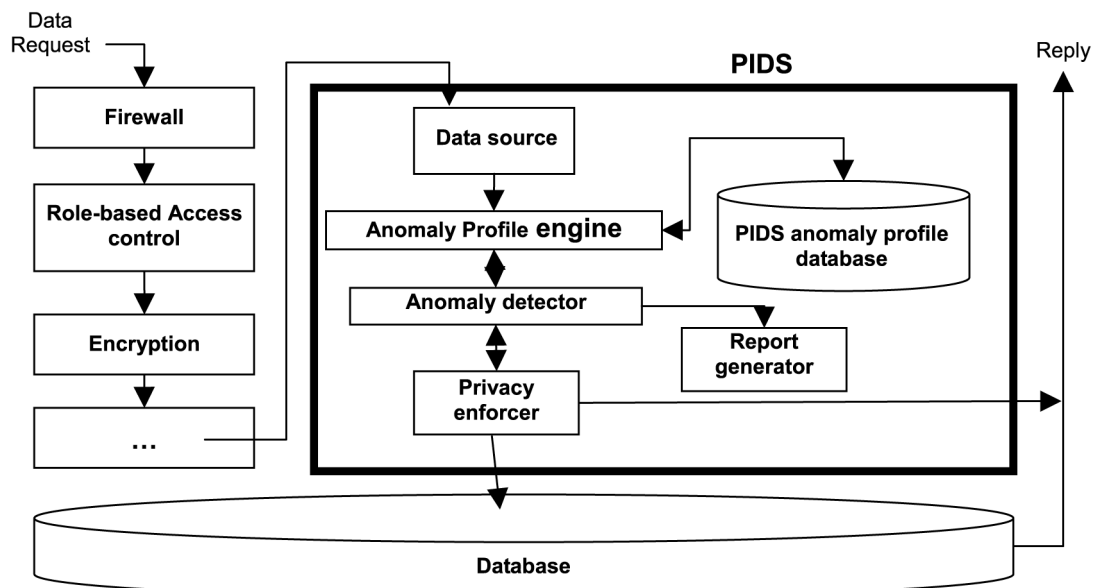 Data
Request
Firewall
Role-based Access
control
Encryption
...
PIDS
Data source
Anomaly Profile engine
PIDS anomaly profile
database
Anomaly detector
Report
generator
Privacy
enforcer
Reply
Database